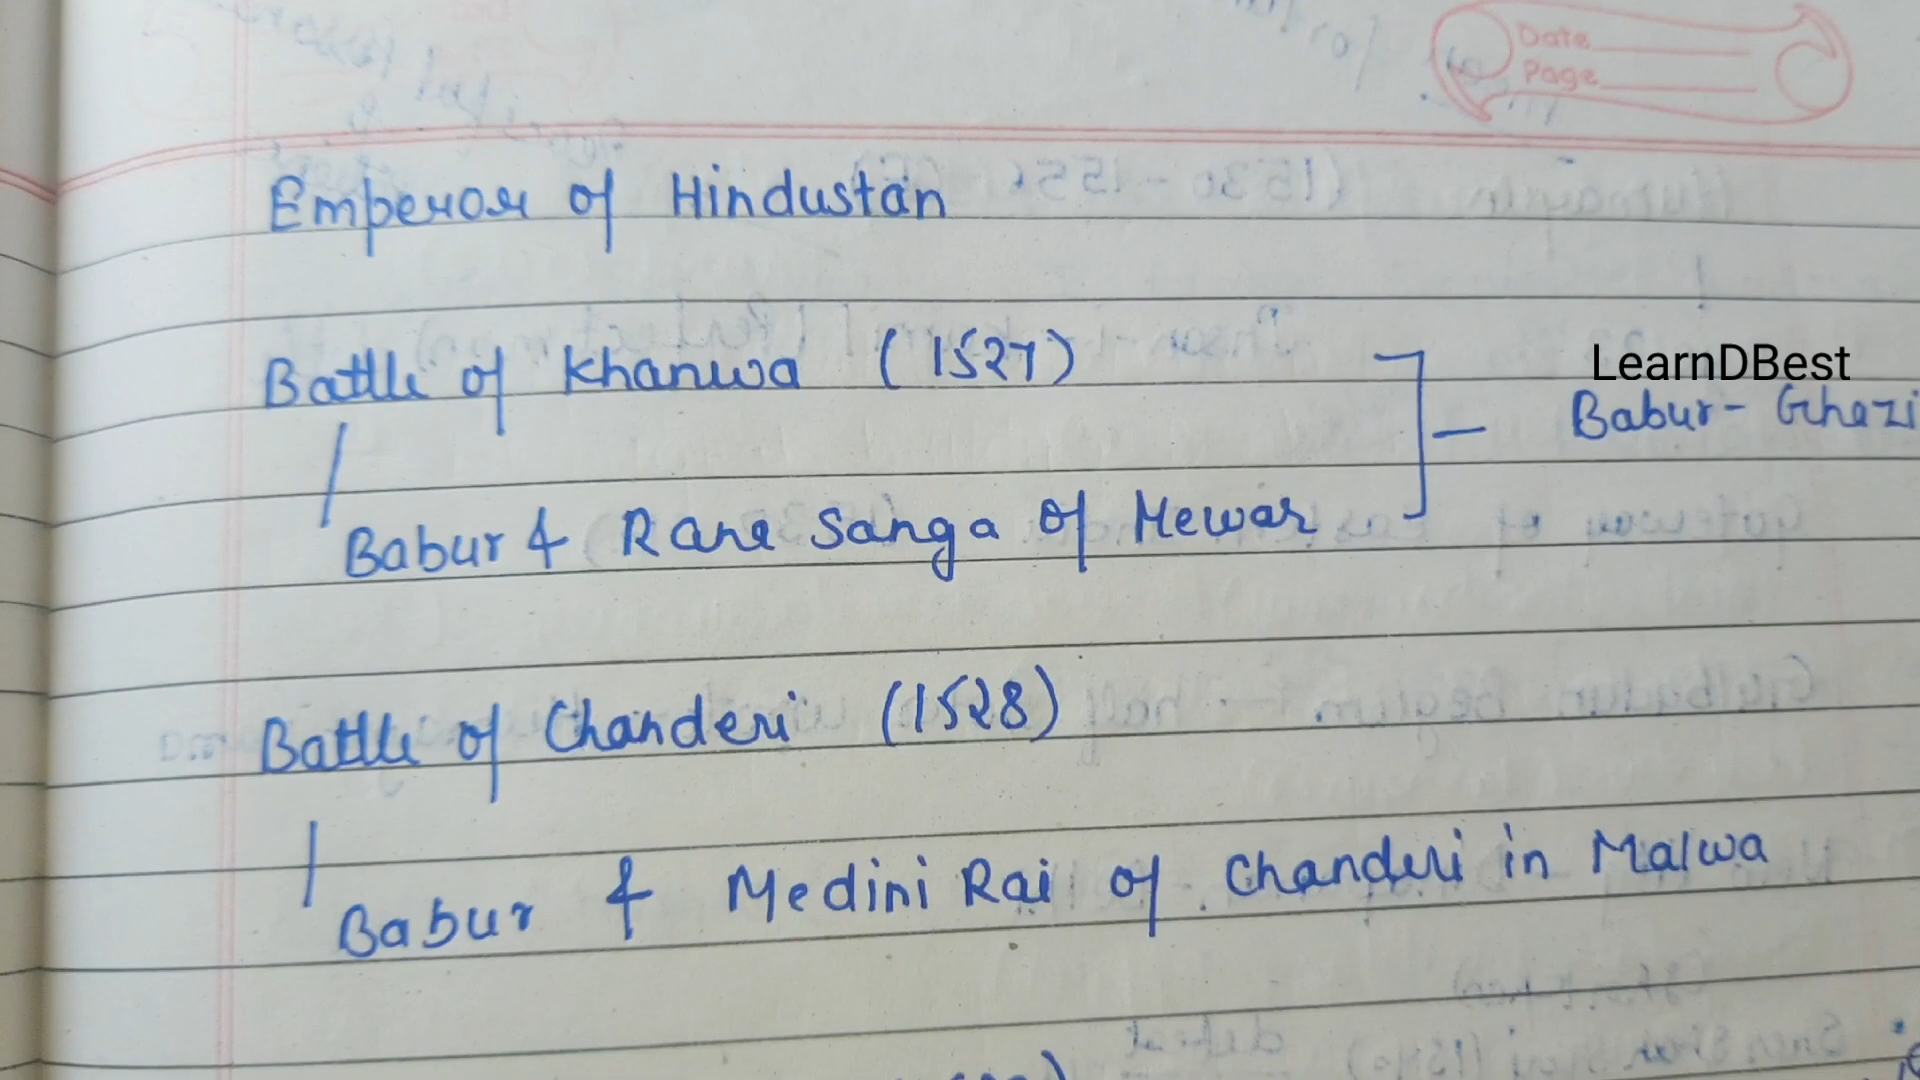 Date
Page
Emperor of Hindustan
Battle of Khanwa (1527)
LearnDBest
Babur - Ghazi
Babur & Rana Sanga of Mewar
Battle of Chanderi (1528)
Babur & Medini Rai of Chanderi in Malwa